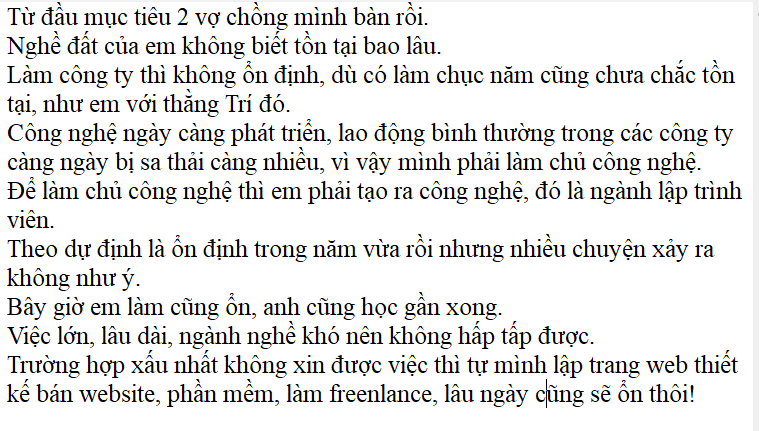 Từ đầu mục tiêu 2 vợ chồng mình bàn rồi.
Nghề đất của em không biết tồn tại bao lâu.
Làm công ty thì không ổn định, dù có làm chục năm cũng chưa chắc tồn
tại, như em với thằng Trí đó.
Công nghệ ngày càng phát triển, lao động bình thường trong các công ty
càng ngày bị sa thải càng nhiều, vì vậy mình phải làm chủ công nghệ.
Để làm chủ công nghệ thì em phải tạo ra công nghệ, đó là ngành lập trình
viên.
Theo dự định là ổn định trong năm vừa rồi nhưng nhiều chuyện xảy ra
không như ý.
Bây giờ em làm cũng ổn, anh cũng học gần xong.
Việc lớn, lâu dài, ngành nghề khó nên không hấp tấp được.
Trường hợp xấu nhất không xin được việc thì tự mình lập trang web thiết
kế bán website, phần mềm, làm freenlance, lâu ngày cũng sẽ ổn thôi!